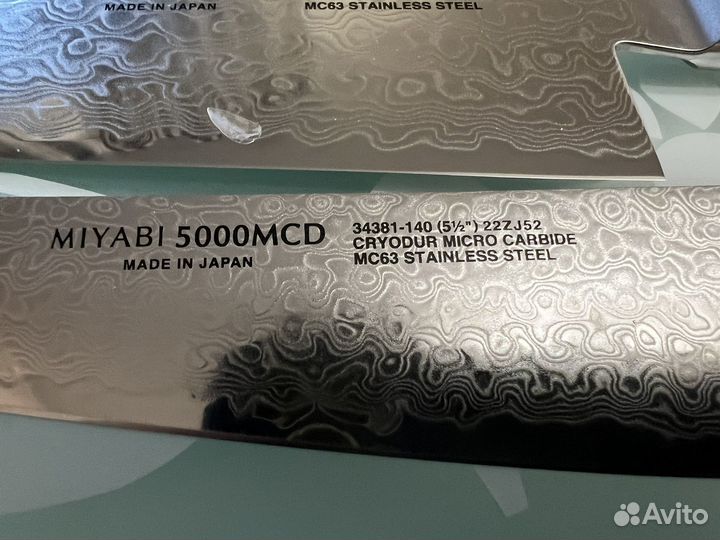 MADE IN JAPAN
MC63 STAINLESS STEEL
MIYABI 5000MCD
MADE IN JAPAN
34381-140 (5½") 22ZJ52
CRYODUR MICRO CARBIDE
MC63 STAINLESS STEEL
Avito